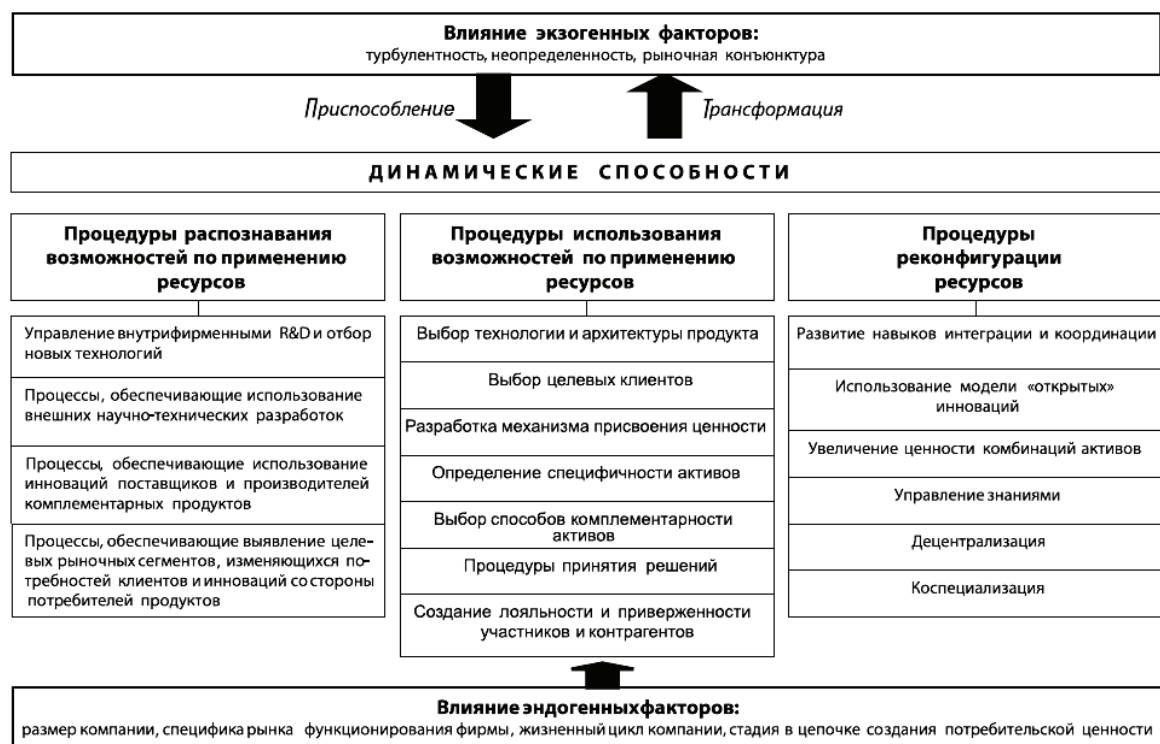 Влияние экзогенных факторов:
турбулентность, неопределенность, рыночная конъюнктура
Приспособление
Трансформация
ДИНАМИЧЕСКИЕ СПОСОБНОСТИ
Процедуры распознавания
возможностей по применению
ресурсов
Управление внутрифирменными R&D и отбор
новых технологий
Процессы, обеспечивающие использование
внешних научно-технических разработок
Процессы, обеспечивающие использование
инноваций поставщиков и производителей
комплементарных продуктов
Процессы, обеспечивающие выявление целе-
вых рыночных сегментов, изменяющихся по-
требностей клиентов и инноваций со стороны
потребителей продуктов
Процедуры использования
возможностей по применению
ресурсов
Выбор технологии и архитектуры продукта
Выбор целевых клиентов
Разработка механизма присвоения ценности
Определение специфичности активов
Выбор способов комплементарности
активов
Процедуры принятия решений
Создание лояльности и приверженности
участников и контрагентов
Процедуры
реконфигурации
ресурсов
Развитие навыков интеграции и координации
Использование модели «открытых»
инноваций
Увеличение ценности комбинаций активов
Управление знаниями
Децентрализация
Коспециализация
Влияние эндогенных факторов:
размер компании, специфика рынка функционирования фирмы, жизненный цикл компании, стадия в цепочке создания потребительской ценности